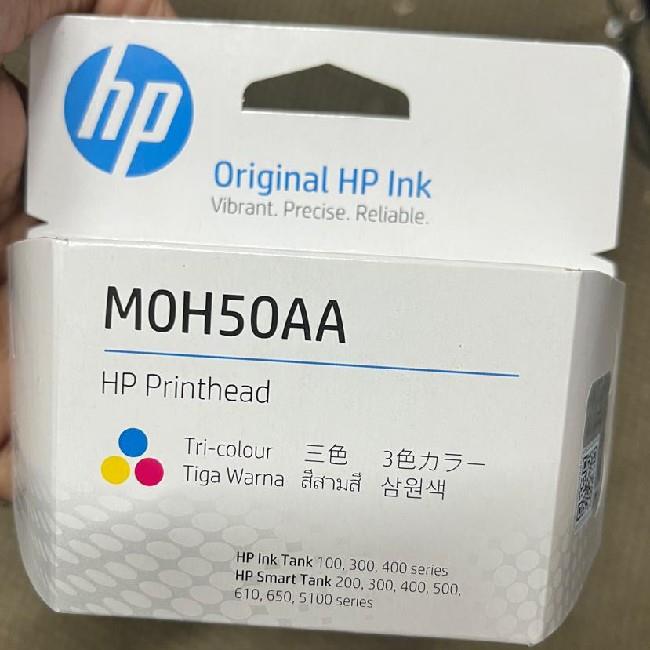 hp
Original HP Ink
Vibrant. Precise. Reliable.
M0H50AA
HP Printhead
Tri-colour 三色 3色カラー
Tiga Warna สีสามสี 삼원색
HP Ink Tank 100, 300, 400 series
HP Smart Tank 200, 300, 400, 500,
610, 650, 5100 series